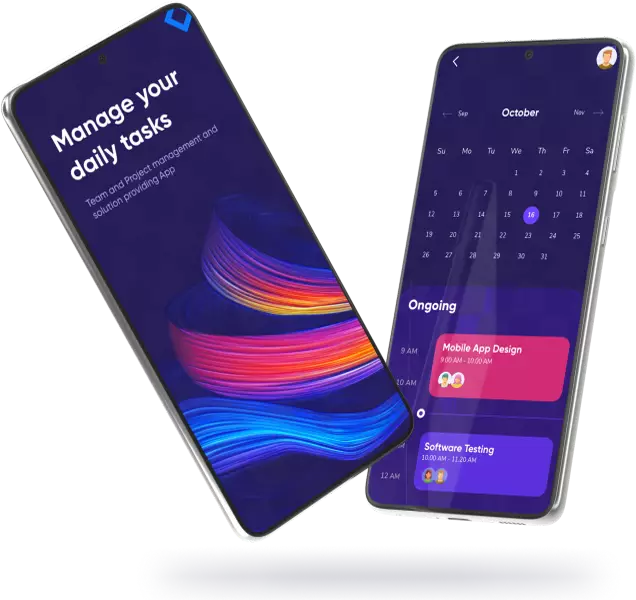 Manage your
daily tasks
Team and Project management and
solution providing App
Sep October Nov
Su Mo Tu We Th Fr Sa
1 2 3 4
5 6 7 8 9 10 11
12 13 14 15 16 17 18
19 20 21 22 23 24 25
26 27 28 29 30 31
Ongoing
9 AM
Mobile App Design
9:00 AM - 10:00 AM
10 AM
Software Testing
10.00 AM - 11.20 AM
12 AM